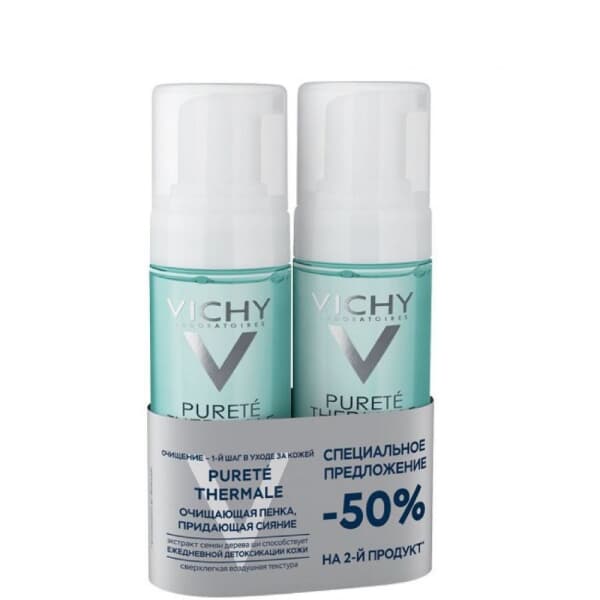 VICHY
LABORATOIRES
V
PURETÉ
THERMALE
VICHY
LABORATOIRES
V
PURETÉ
THERMALE
ОЧИЩЕНИЕ – 1-Й ШАГ В УХОДЕ ЗА КОЖЕЙ
PURETÉ
THERMALE
ОЧИЩАЮЩАЯ ПЕНКА,
ПРИДАЮЩАЯ СИЯНИЕ
экстракт семян дерева ши способствует
ЕЖЕДНЕВНОЙ ДЕТОКСИКАЦИИ КОЖИ
сверхлегкая воздушная текстура
СПЕЦИАЛЬНОЕ
ПРЕДЛОЖЕНИЕ
-50%
НА 2-Й ПРОДУКТ*